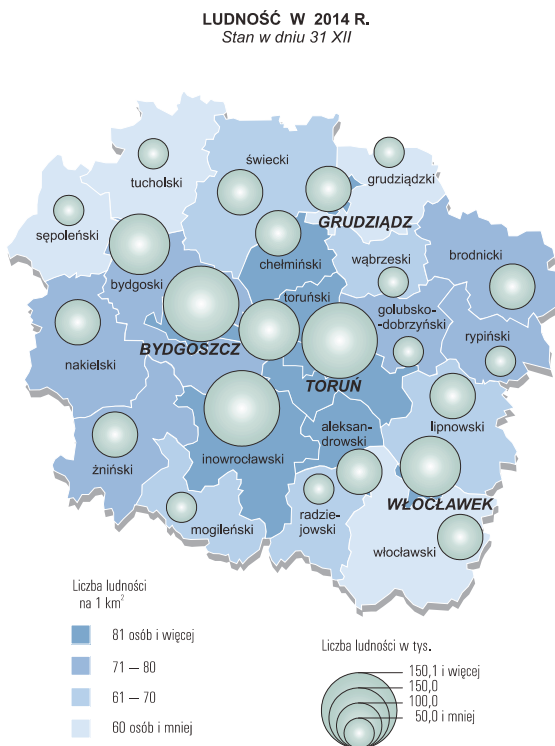 LUDNOŚĆ W 2014 R.
Stan w dniu 31 XII
tucholski
świecki
grudziądzki
sępoleński
GRUDZIĄDZ
chełmiński
wąbrzeski
brodnicki
bydgoski
toruński
golubsko-
-dobrzyński
rypiński
nakielski
BYDGOSZCZ
TORUŃ
lipnowski
aleksan-
drowski
inowrocławski
żniński
mogileński
radzie-
jowski
WŁOCŁAWEK
włocławski
Liczba ludności
na 1 km²
81 osób i więcej
71 — 80
61 — 70
60 osób i mniej
Liczba ludności w tys.
150,1 i więcej
150,0
100,0
50,0 i mniej